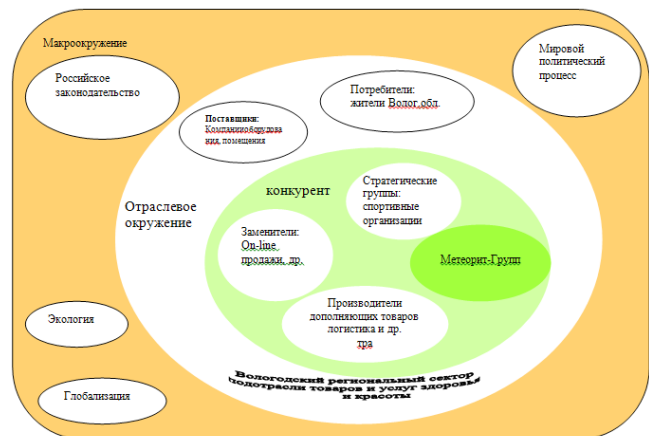 Макроокружение
Российское
законодательство
Мировой
политический
процесс
Потребители:
жители Волог.обл.
Поставщики:
Компанииоборудова
ния, помещения
Отраслевое
окружение
конкурент
Стратегические
группы:
спортивные
организации
Заменители:
On-line
продажи, др.
Метеорит-Групп
Производители
дополняющих товаров
логистика и др.
тра
Экология
Глобализация
Вологодский региональный сектор
подотрасли товаров и услуг здоровья
и красоты